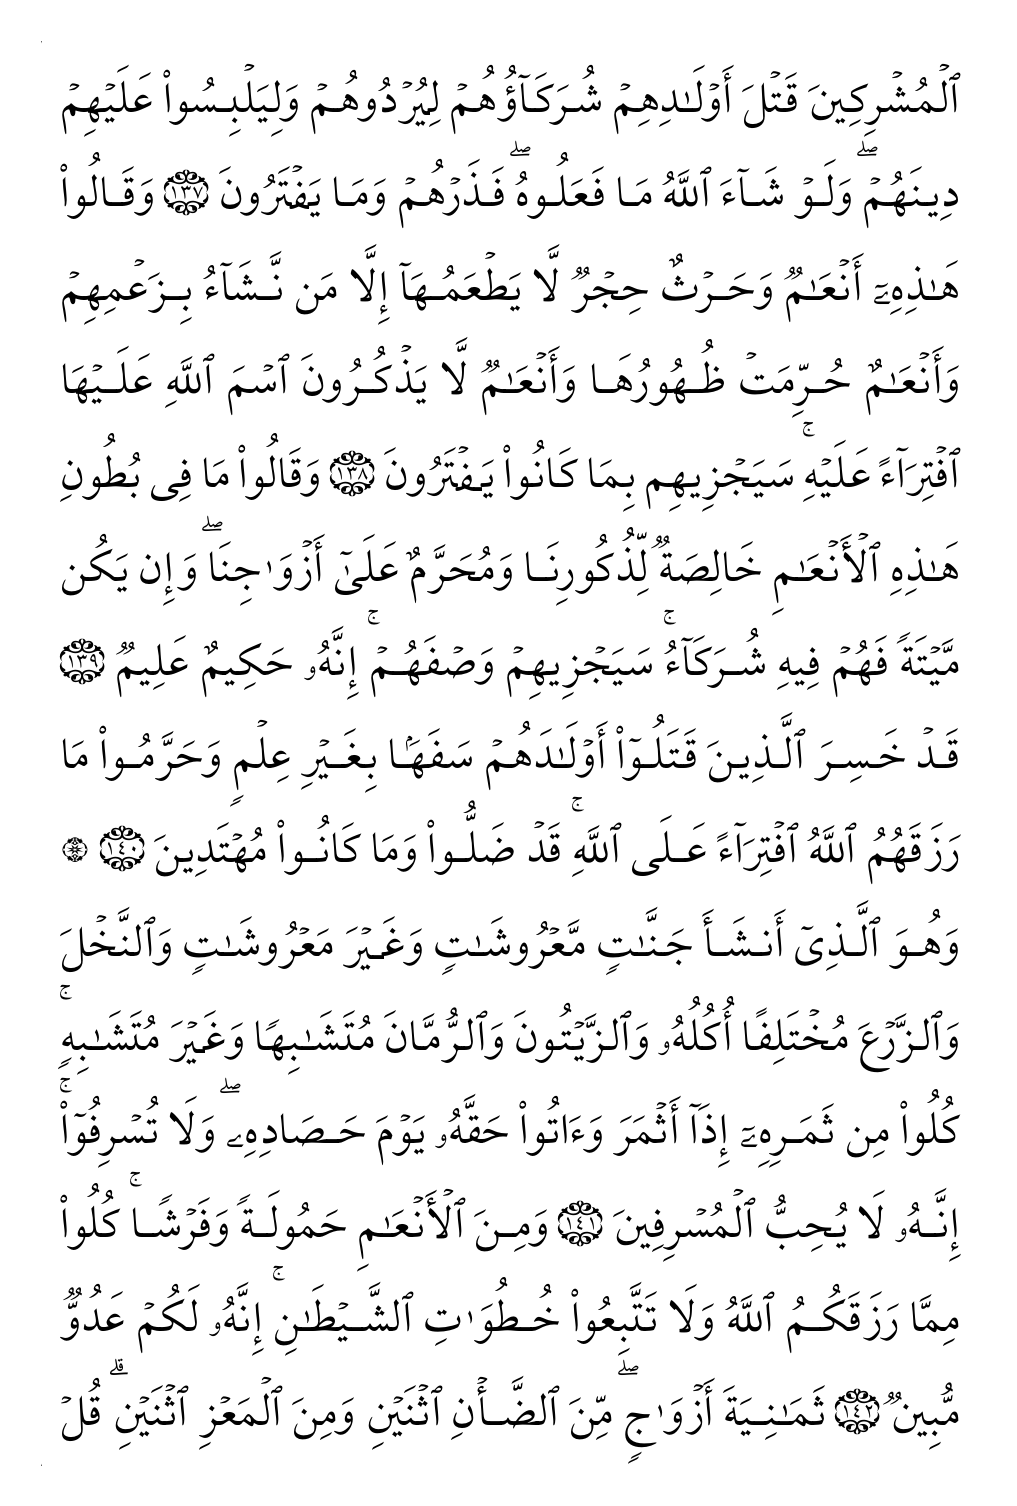 ٱلۡمُشۡرِكِينَ قَتۡلَ أَوۡلَٰدِهِمۡ شُرَكَآؤُهُمۡ لِيُرۡدُوهُمۡ وَلِيَلۡبِسُواْ عَلَيۡهِمۡ
دِينَهُمۡۖ وَلَوۡ شَآءَ ٱللَّهُ مَا فَعَلُوهُۖ فَذَرۡهُمۡ وَمَا يَفۡتَرُونَ ١٣٧ وَقَالُواْ
هَٰذِهِۦٓ أَنۡعَٰمٞ وَحَرۡثٌ حِجۡرٞ لَّا يَطۡعَمُهَآ إِلَّا مَن نَّشَآءُ بِزَعۡمِهِمۡ
وَأَنۡعَٰمٌ حُرِّمَتۡ ظُهُورُهَا وَأَنۡعَٰمٞ لَّا يَذۡكُرُونَ ٱسۡمَ ٱللَّهِ عَلَيۡهَا
ٱفۡتِرَآءً عَلَيۡهِۚ سَيَجۡزِيهِم بِمَا كَانُواْ يَفۡتَرُونَ ١٣٨ وَقَالُواْ مَا فِي بُطُونِ
هَٰذِهِ ٱلۡأَنۡعَٰمِ خَالِصَةٞ لِّذُكُورِنَا وَمُحَرَّمٌ عَلَىٰٓ أَزۡوَٰجِنَاۖ وَإِن يَكُن
مَّيۡتَةٗ فَهُمۡ فِيهِ شُرَكَآءُۚ سَيَجۡزِيهِمۡ وَصۡفَهُمۡۚ إِنَّهُۥ حَكِيمٌ عَلِيمٞ ١٣٩
قَدۡ خَسِرَ ٱلَّذِينَ قَتَلُوٓاْ أَوۡلَٰدَهُمۡ سَفَهَۢا بِغَيۡرِ عِلۡمٖ وَحَرَّمُواْ مَا
رَزَقَهُمُ ٱللَّهُ ٱفۡتِرَآءً عَلَى ٱللَّهِۚ قَدۡ ضَلُّواْ وَمَا كَانُواْ مُهۡتَدِينَ ١٤٠ ۞
وَهُوَ ٱلَّذِيٓ أَنشَأَ جَنَّٰتٖ مَّعۡرُوشَٰتٖ وَغَيۡرَ مَعۡرُوشَٰتٖ وَٱلنَّخۡلَ
وَٱلزَّرۡعَ مُخۡتَلِفًا أُكُلُهُۥ وَٱلزَّيۡتُونَ وَٱلرُّمَّانَ مُتَشَٰبِهٗا وَغَيۡرَ مُتَشَٰبِهٖۚ
كُلُواْ مِن ثَمَرِهِۦٓ إِذَآ أَثۡمَرَ وَءَاتُواْ حَقَّهُۥ يَوۡمَ حَصَادِهِۦۖ وَلَا تُسۡرِفُوٓاْۚ
إِنَّهُۥ لَا يُحِبُّ ٱلۡمُسۡرِفِينَ ١٤١ وَمِنَ ٱلۡأَنۡعَٰمِ حَمُولَةٗ وَفَرۡشٗاۚ كُلُواْ
مِمَّا رَزَقَكُمُ ٱللَّهُ وَلَا تَتَّبِعُواْ خُطُوَٰتِ ٱلشَّيۡطَٰنِۚ إِنَّهُۥ لَكُمۡ عَدُوّٞ
مُّبِينٞ ١٤٢ ثَمَٰنِيَةَ أَزۡوَٰجٖۖ مِّنَ ٱلضَّأۡنِ ٱثۡنَيۡنِ وَمِنَ ٱلۡمَعۡزِ ٱثۡنَيۡنِۗ قُلۡ